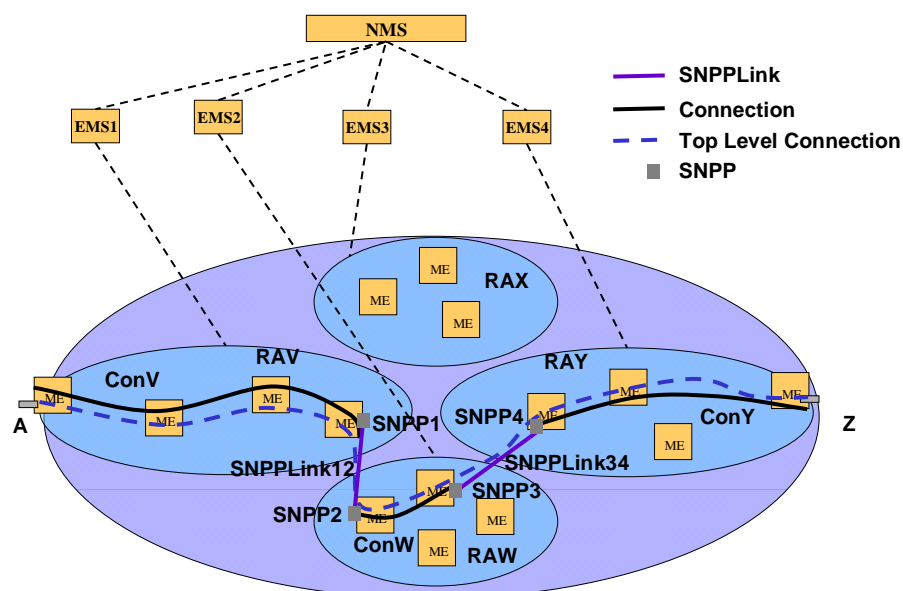 NMS
SNPPLink
Connection
Top Level Connection
SNPP
EMS1
EMS2
EMS3
EMS4
RAX
ME
ME
ME
RAV
RAY
ConV
ME
ME
ME
ME
SNPP1
SNPP4
ME
ME
ME
ME
ConY
A
Z
SNPPLink12
SNPPLink34
ME
SNPP3
SNPP2
ME
ME
ConW
ME
RAW